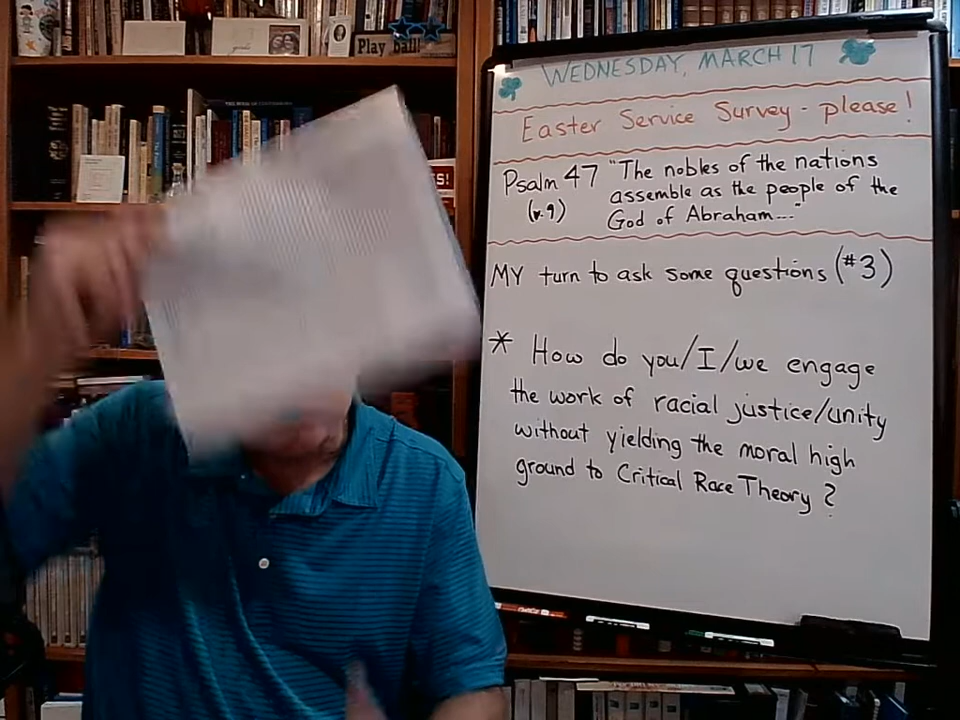 Play ball!
WEDNESDAY, MARCH 17
Easter Service Survey - please!
Psalm 47 "The nobles of the nations
(v. 9) assemble as the people of the
God of Abraham..."
MY turn to ask some questions (#3)
* How do you/I/we engage
the work of racial justice/unity
without yielding the moral high
ground to Critical Race Theory?